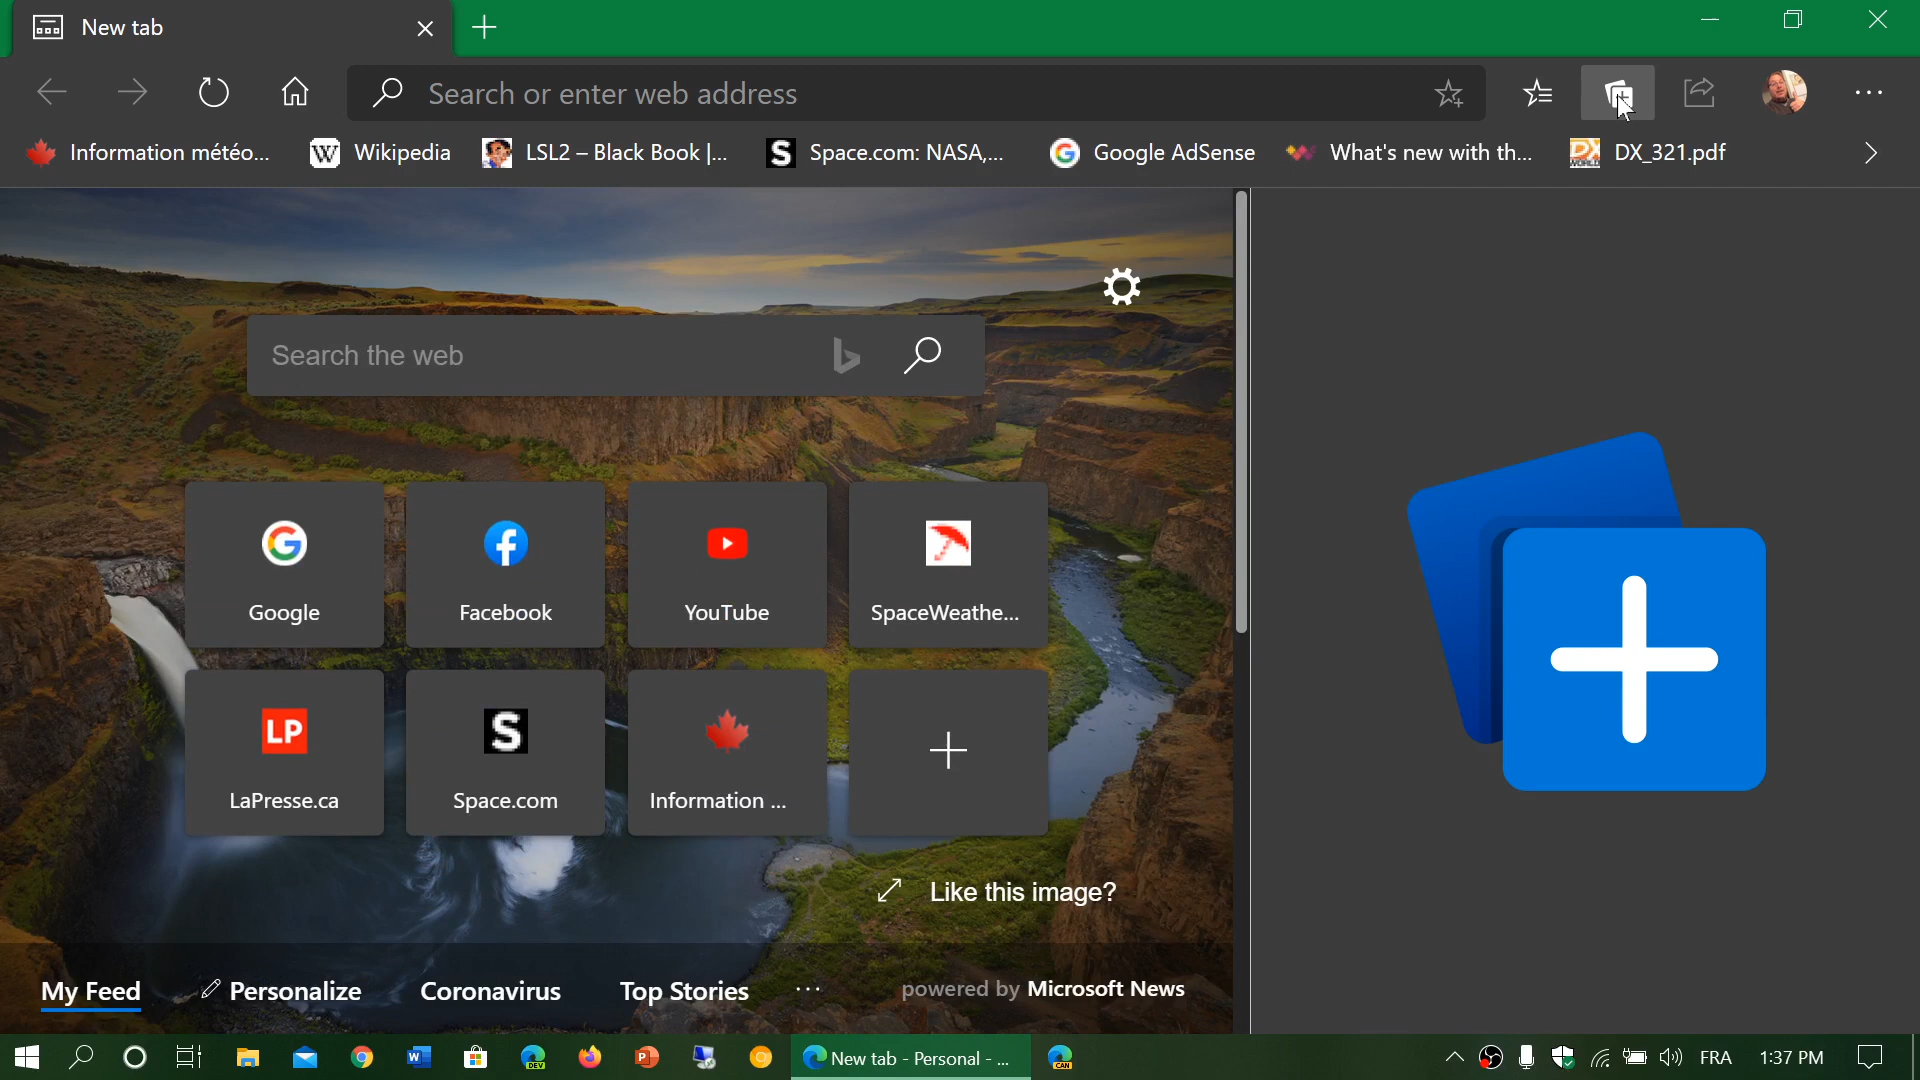 New tab
Search or enter web address
Information météo...
Wikipedia
LSL2 – Black Book |...
Space.com: NASA,...
Google AdSense
What's new with th...
DX_321.pdf
Search the web
Google
Facebook
YouTube
SpaceWeathe...
LP
LaPresse.ca
S
Space.com
Information ...
Like this image?
My Feed
Personalize
Coronavirus
Top Stories
powered by Microsoft News
New tab - Personal - ...
FRA
1:37 PM